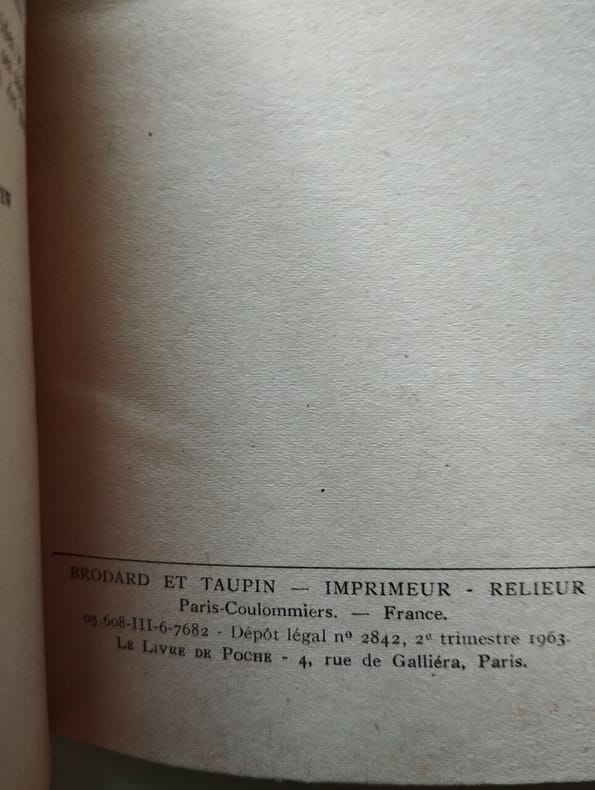 BRODARD ET TAUPIN — IMPRIMEUR - RELIEUR
Paris-Coulommiers. — France.
05.608-III-6-7682 - Dépôt légal nº 2842, 2e trimestre 1963.
LE LIVRE DE POCHE - 4, rue de Galliéra, Paris.